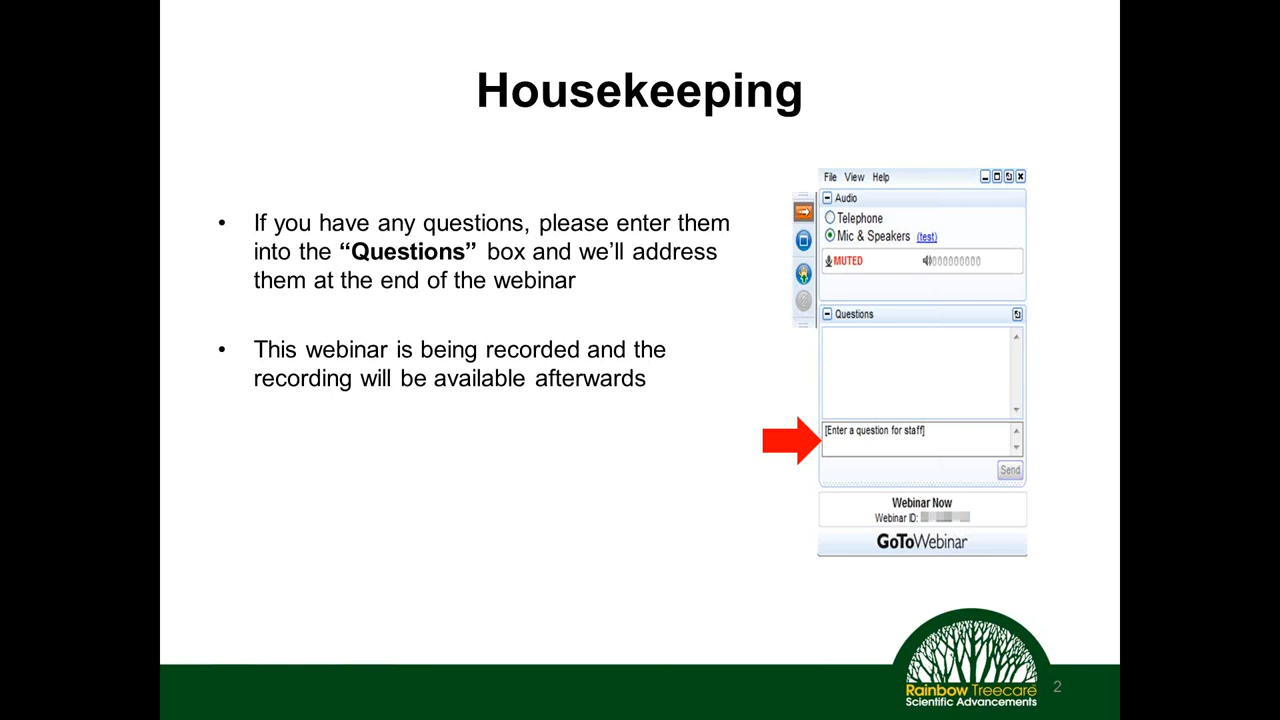 Housekeeping
• If you have any questions, please enter them
into the “Questions” box and we’ll address
them at the end of the webinar
• This webinar is being recorded and the
recording will be available afterwards
File View Help
Audio
Telephone
Mic & Speakers (test)
MUTED
Questions
[Enter a question for staff]
Send
Webinar Now
Webinar ID:
GoToWebinar
Rainbow Treecare
Scientific Advancements
2